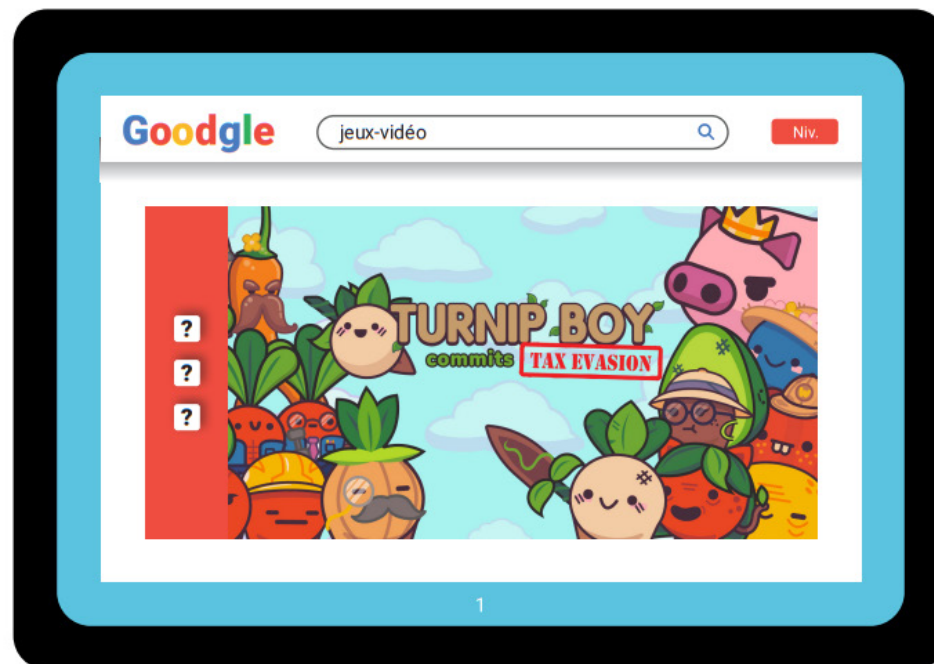 Goodgle
jeux-vidéo
Niv.
TURNIP BOY
commits TAX EVASION
?
?
?
1